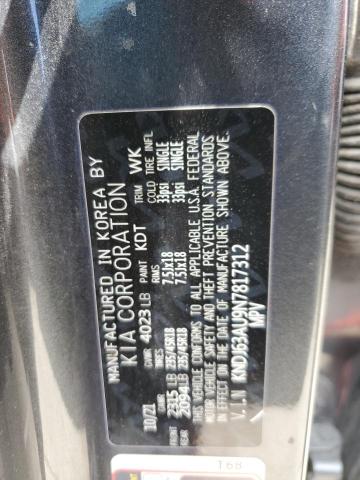 MANUFACTURED IN KOREA BY
KIA CORPORATION
10/21 GVWR 4023 LB PAINT KDT TRIM WK
TIRES RIMS COLD TIRE INFL
2315 LB 235/45R18 7.5Jx18 33psi SINGLE
REAR 2094 LB 235/45R18 7.5Jx18 33psi SINGLE
THIS VEHICLE CONFORMS TO ALL APPLICABLE U.S.A. FEDERAL
MOTOR VEHICLE SAFETY AND THEFT PREVENTION STANDARDS
IN EFFECT ON THE DATE OF MANUFACTURE SHOWN ABOVE.
V.I.N KNDJ63AU9N7817312
MPV
168